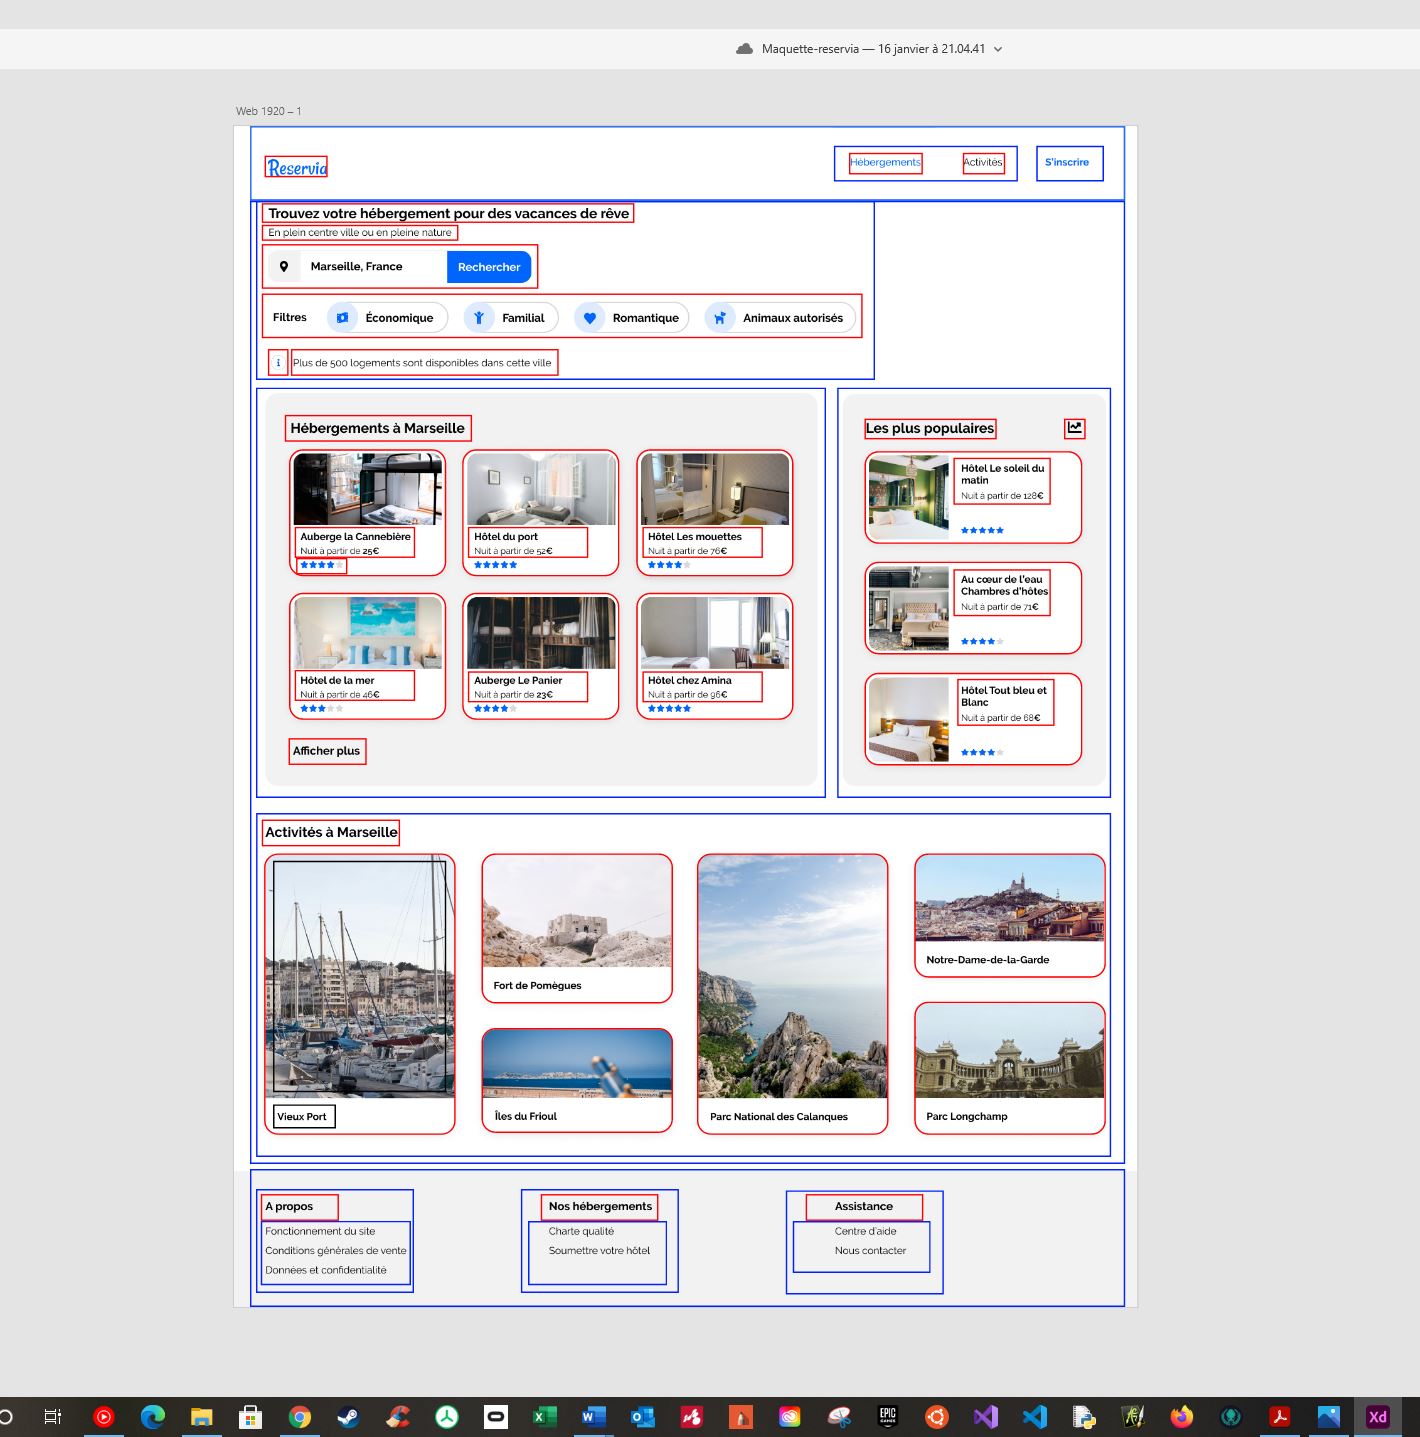 Maquette-reservia — 16 janvier à 21.04.41
Web 1920 – 1
Reservia
Hébergements
Activités
S'inscrire
Trouvez votre hébergement pour des vacances de rêve
En plein centre ville ou en pleine nature
Marseille, France
Rechercher
Filtres
Économique
Familial
Romantique
Animaux autorisés
i
Plus de 500 logements sont disponibles dans cette ville
Hébergements à Marseille
Auberge la Cannebière
Nuit à partir de 25€
Hôtel du port
Nuit à partir de 52€
Hôtel Les mouettes
Nuit à partir de 76€
Hôtel de la mer
Nuit à partir de 46€
Auberge Le Panier
Nuit à partir de 23€
Hôtel chez Amina
Nuit à partir de 96€
Afficher plus
Les plus populaires
Hôtel Le soleil du
matin
Nuit à partir de 128€
Au cœur de l'eau
Chambres d'hôtes
Nuit à partir de 71€
Hôtel Tout bleu et
Blanc
Nuit à partir de 68€
Activités à Marseille
Vieux Port
Fort de Pomègues
Îles du Frioul
Parc National des Calanques
Notre-Dame-de-la-Garde
Parc Longchamp
A propos
Fonctionnement du site
Conditions générales de vente
Données et confidentialité
Nos hébergements
Charte qualité
Soumettre votre hôtel
Assistance
Centre d'aide
Nous contacter
EPIC
GAMES
Xd